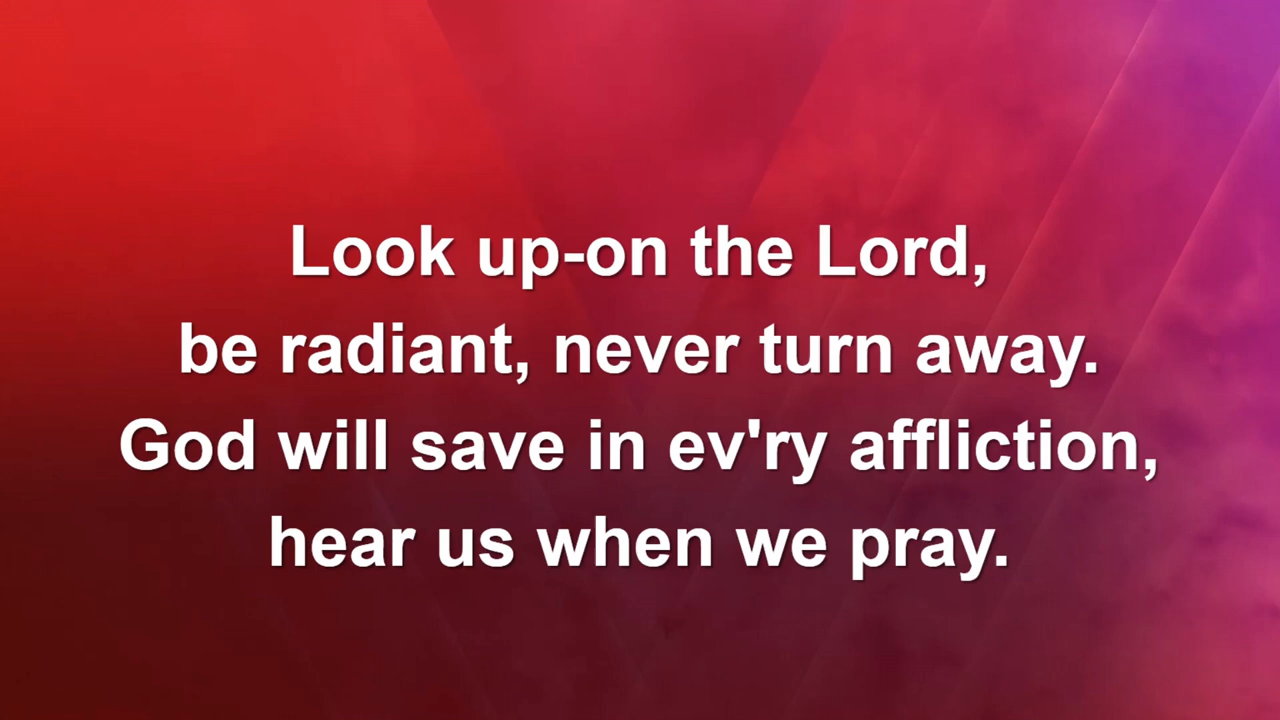 Look up-on the Lord,
be radiant, never turn away.
God will save in ev'ry affliction,
hear us when we pray.